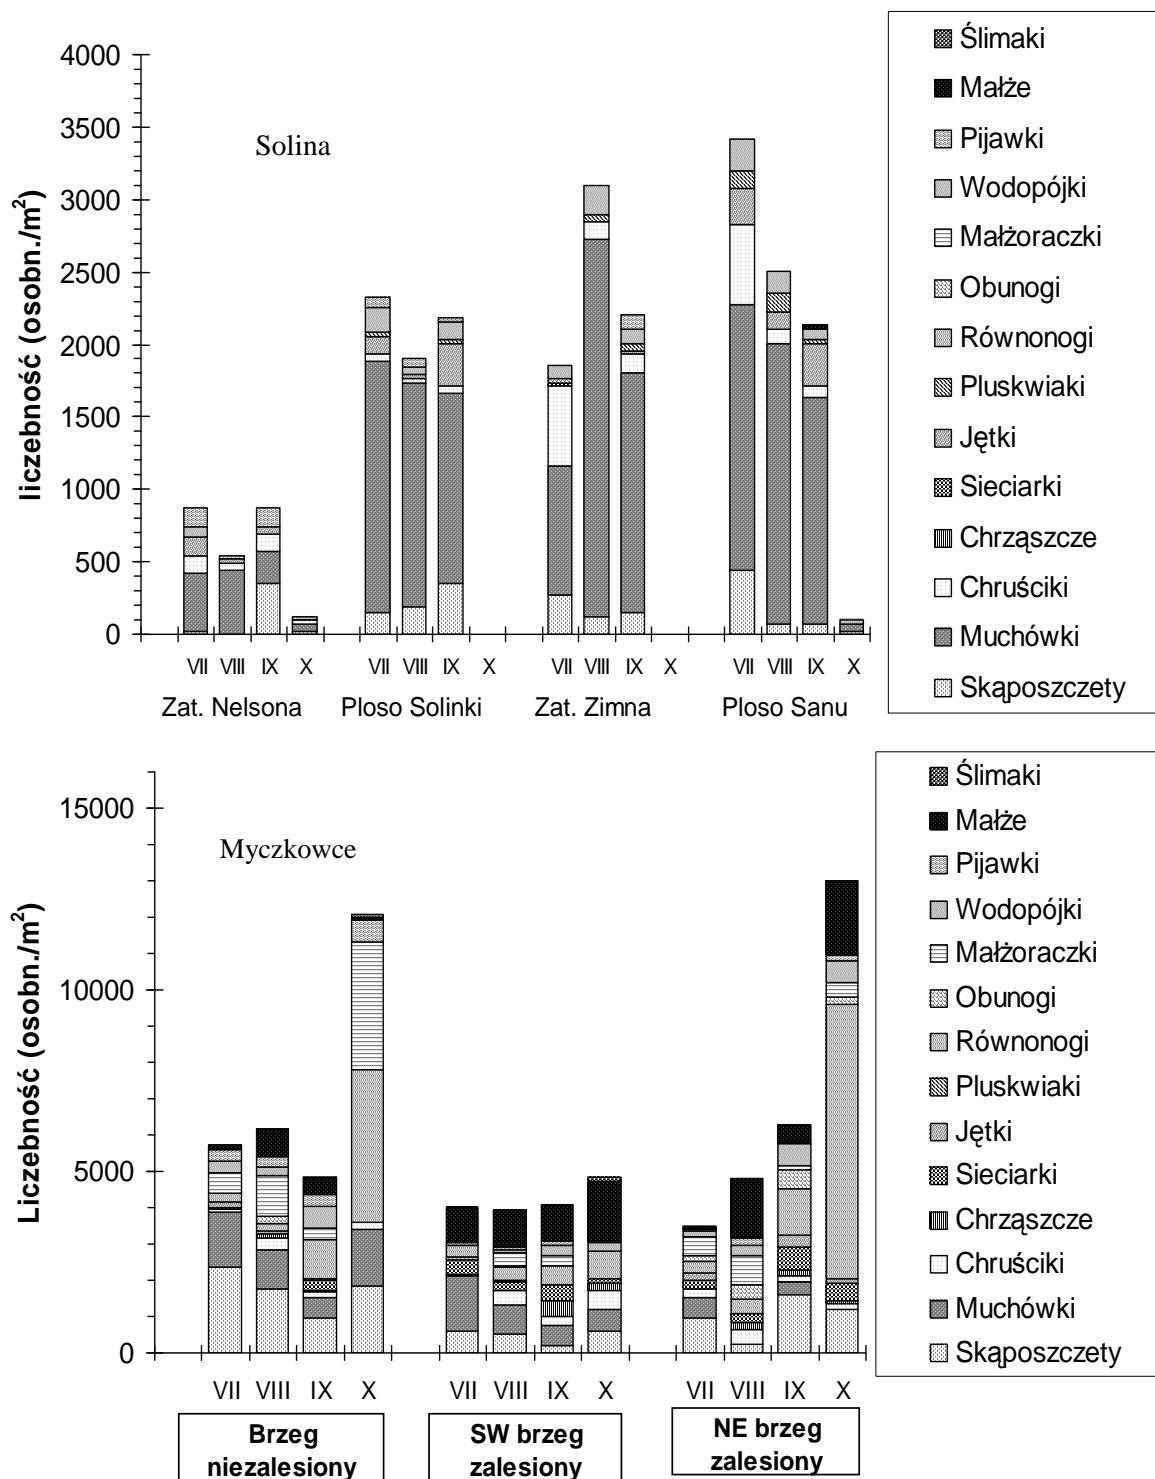 4000
3500
3000
2500
2000
1500
1000
500
0
liczebność (osobn./m²)
Solina
VII VIII IX X VII VIII IX X VII VIII IX X VII VIII IX X
Zat. Nelsona Ploso Solinki Zat. Zimna Ploso Sanu
Ślimaki
Małże
Pijawki
Wodopójki
Małżoraczki
Obunogi
Równonogi
Pluskwiaki
Jętki
Sieciarki
Chrząszcze
Chruściki
Muchówki
Skąposzczety
15000
10000
5000
0
Liczebność (osobn./m²)
Myczkowce
VII VIII IX X VII VIII IX X VII VIII IX X
Brzeg
niezalesiony
SW brzeg
zalesiony
NE brzeg
zalesiony
Ślimaki
Małże
Pijawki
Wodopójki
Małżoraczki
Obunogi
Równonogi
Pluskwiaki
Jętki
Sieciarki
Chrząszcze
Chruściki
Muchówki
Skąposzczety